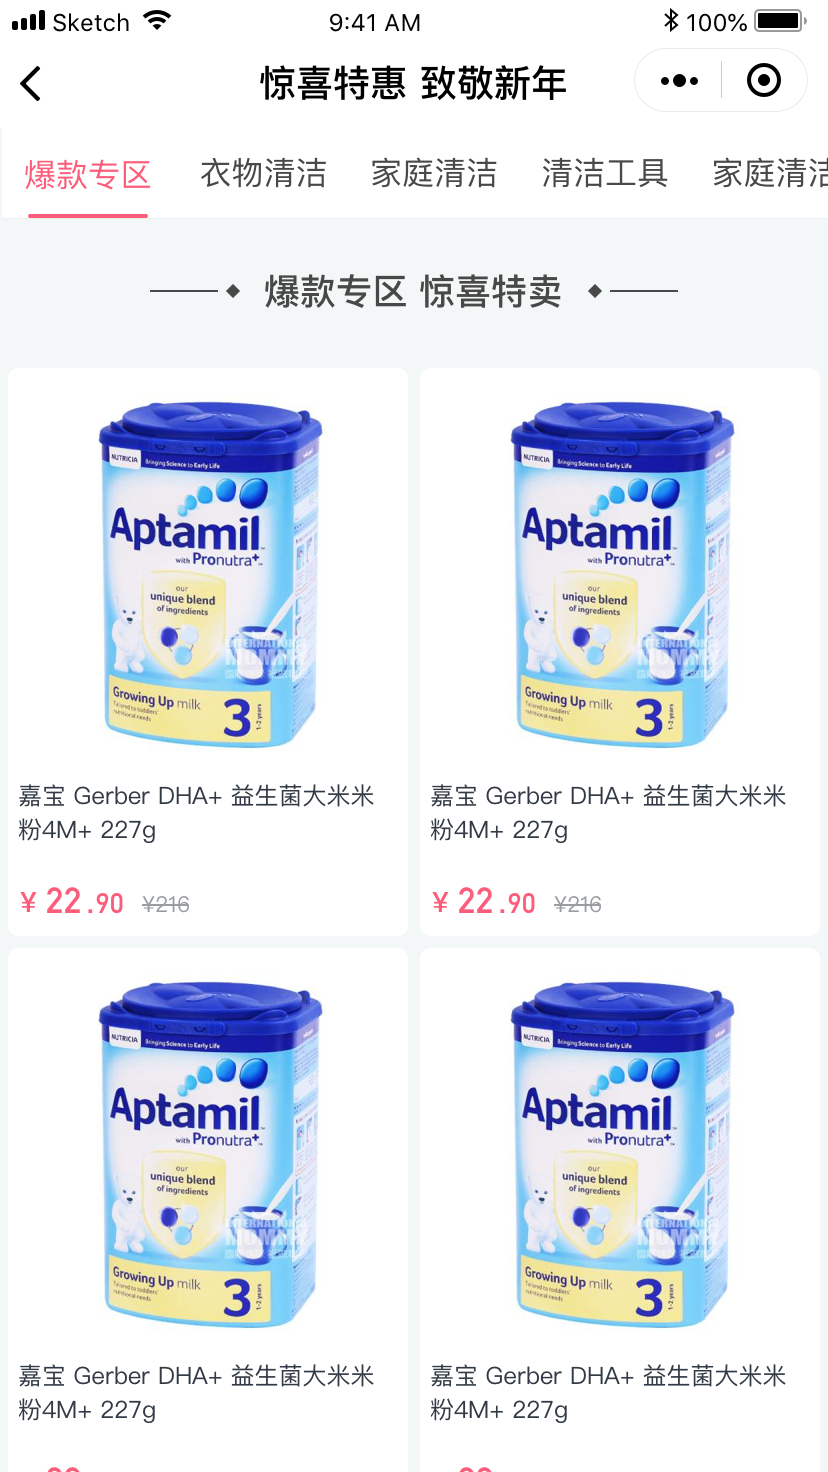 Sketch 9:41 AM 100%
惊喜特惠 致敬新年
爆款专区 衣物清洁 家庭清洁 清洁工具 家庭清洁
爆款专区 惊喜特卖
NUTRICIA Bringing Science to Early Life
Aptamil
with Pronutra+
our
unique blend
of ingredients
INTERNATIONAL
Growing Up milk
Tailored to toddlers'
nutritional needs
3 1-2 years
NUTRICIA Bringing Science to Early Life
Aptamil
with Pronutra+
our
unique blend
of ingredients
INTERNATIONAL
Growing Up milk
Tailored to toddlers'
nutritional needs
3 1-2 years
嘉宝 Gerber DHA+ 益生菌大米米
粉4M+ 227g
¥ 22.90 ¥216
嘉宝 Gerber DHA+ 益生菌大米米
粉4M+ 227g
¥ 22.90 ¥216
NUTRICIA Bringing Science to Early Life
Aptamil
with Pronutra+
our
unique blend
of ingredients
INTERNATIONAL
Growing Up milk
Tailored to toddlers'
nutritional needs
3 1-2 years
NUTRICIA Bringing Science to Early Life
Aptamil
with Pronutra+
our
unique blend
of ingredients
INTERNATIONAL
Growing Up milk
Tailored to toddlers'
nutritional needs
3 1-2 years
嘉宝 Gerber DHA+ 益生菌大米米
粉4M+ 227g
嘉宝 Gerber DHA+ 益生菌大米米
粉4M+ 227g